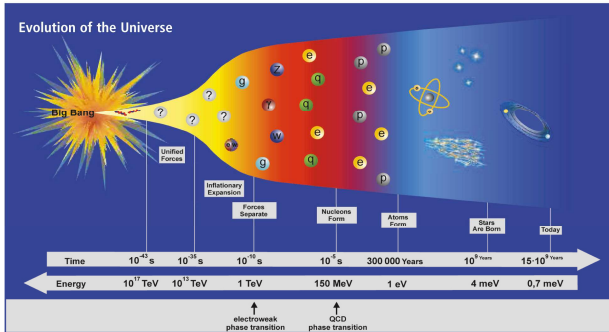 Evolution of the Universe
Big Bang
?
?
?
?
?
g
Z
γ
W
g
e
q
q
e
q
p
e
p
p
e
e
p
Unified
Forces
Inflationary
Expansion
Forces
Separate
Nucleons
Form
Atoms
Form
Stars
Are Born
Today
Time 10⁻⁴³ s 10⁻³⁵ s 10⁻¹⁰ s 10⁻⁵ s 300 000 Years 10⁹ Years 15·10⁹ Years
Energy 10¹⁷ TeV 10¹³ TeV 1 TeV 150 MeV 1 eV 4 meV 0,7 meV
electroweak
phase transition
QCD
phase transition